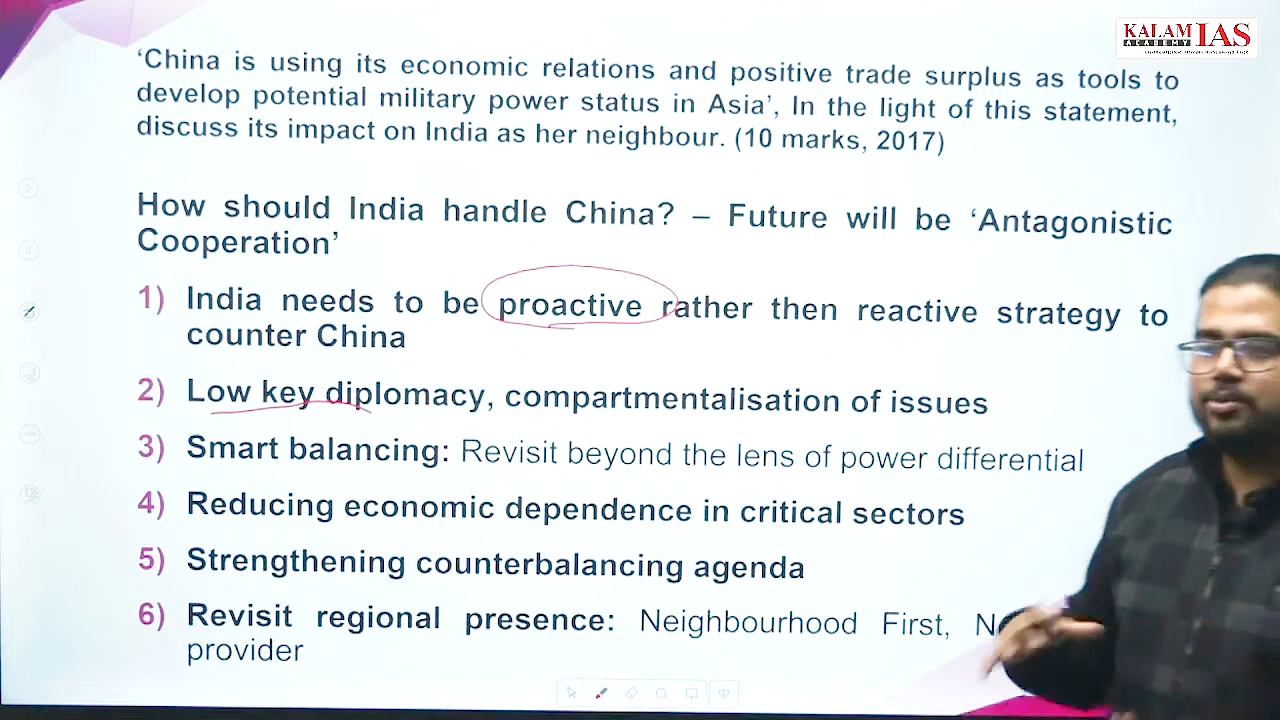 KALAM IAS
ACADEMY
‘China is using its economic relations and positive trade surplus as tools to
develop potential military power status in Asia’, In the light of this statement,
discuss its impact on India as her neighbour. (10 marks, 2017)
How should India handle China? – Future will be ‘Antagonistic
Cooperation’
1) India needs to be proactive rather then reactive strategy to
counter China
2) Low key diplomacy, compartmentalisation of issues
3) Smart balancing: Revisit beyond the lens of power differential
4) Reducing economic dependence in critical sectors
5) Strengthening counterbalancing agenda
6) Revisit regional presence: Neighbourhood First,
provider